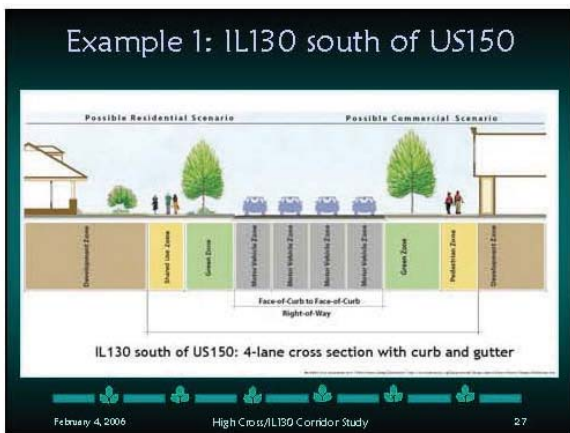 Example 1: IL130 south of US150
Possible Residential Scenario
Possible Commercial Scenario
Development Zone
Shared Use Zone
Green Zone
Motor Vehicle Zone
Motor Vehicle Zone
Motor Vehicle Zone
Motor Vehicle Zone
Green Zone
Pedestrian Zone
Development Zone
Face-of-Curb to Face-of-Curb
Right-of-Way
IL130 south of US150: 4-lane cross section with curb and gutter
February 4, 2006
High Cross/IL130 Corridor Study
27